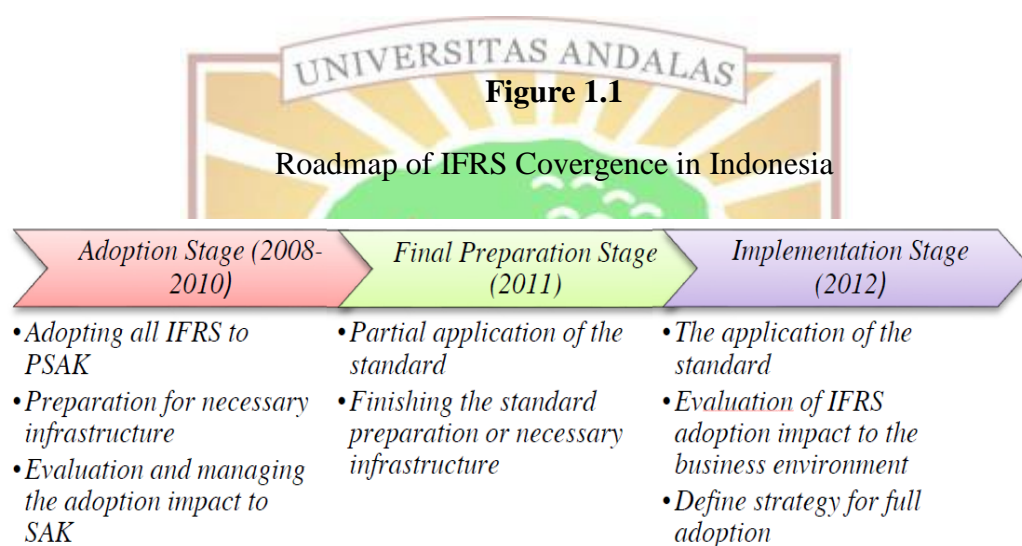 UNIVERSITAS ANDALAS
Figure 1.1
Roadmap of IFRS Covergence in Indonesia
Adoption Stage (2008-
2010)
•Adopting all IFRS to
PSAK
•Preparation for necessary
infrastructure
•Evaluation and managing
the adoption impact to
SAK
Final Preparation Stage
(2011)
•Partial application of the
standard
•Finishing the standard
preparation or necessary
infrastructure
Implementation Stage
(2012)
•The application of the
standard
•Evaluation of IFRS
adoption impact to the
business environment
•Define strategy for full
adoption